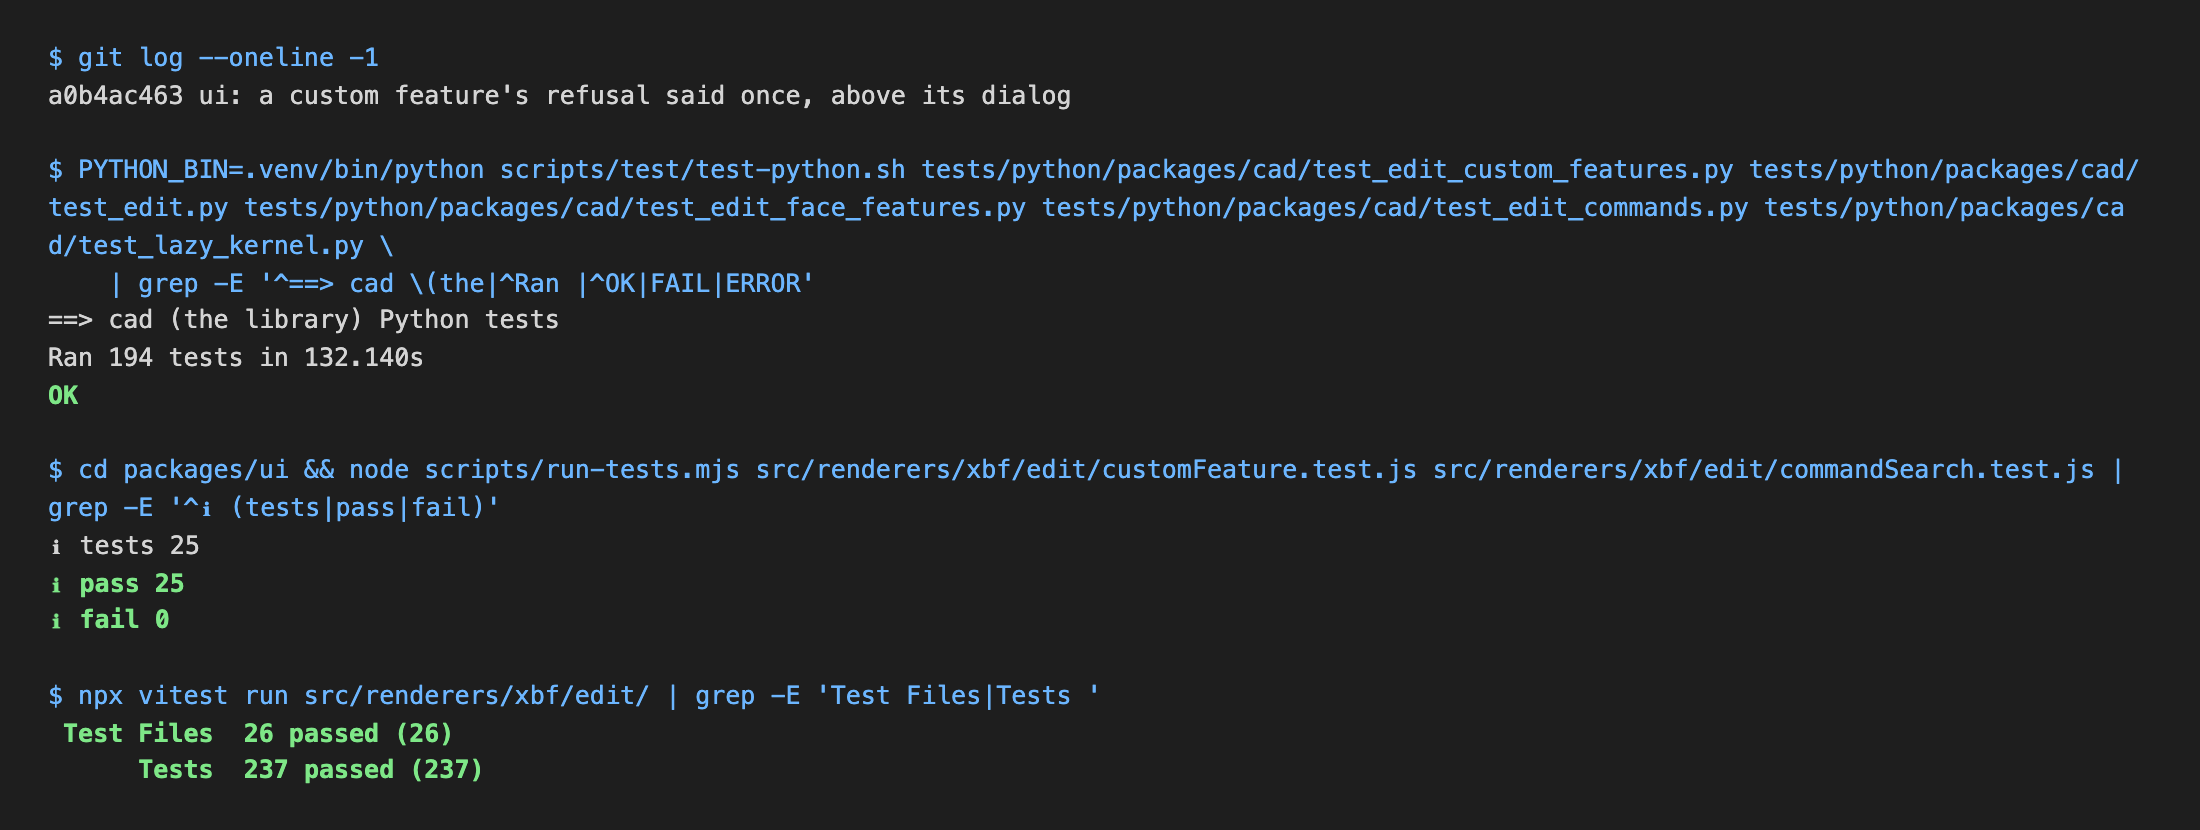 $ git log --oneline -1
a0b4ac463 ui: a custom feature's refusal said once, above its dialog
$ PYTHON_BIN=.venv/bin/python scripts/test/test-python.sh tests/python/packages/cad/test_edit_custom_features.py tests/python/packages/cad/
test_edit.py tests/python/packages/cad/test_edit_face_features.py tests/python/packages/cad/test_edit_commands.py tests/python/packages/ca
d/test_lazy_kernel.py \
    | grep -E '^==> cad \(the|^Ran |^OK|FAIL|ERROR'
==> cad (the library) Python tests
Ran 194 tests in 132.140s
OK
$ cd packages/ui && node scripts/run-tests.mjs src/renderers/xbf/edit/customFeature.test.js src/renderers/xbf/edit/commandSearch.test.js |
grep -E '^ℹ (tests|pass|fail)'
ℹ tests 25
ℹ pass 25
ℹ fail 0
$ npx vitest run src/renderers/xbf/edit/ | grep -E 'Test Files|Tests '
 Test Files  26 passed (26)
      Tests  237 passed (237)